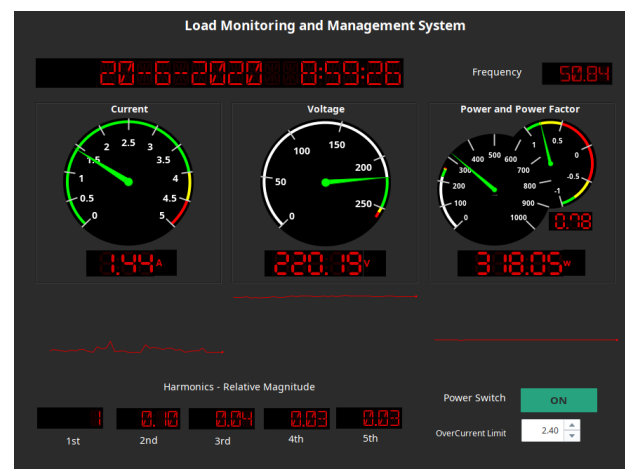 Load Monitoring and Management System
20-6-2020 8:59:26
Frequency 50.84
Current
0 0.5 1 1.5 2 2.5 3 3.5 4 4.5 5
1.44 A
Voltage
0 50 100 150 200 250
220.19 V
Power and Power Factor
0 100 200 300 400 500 600 700 800 900 1000
1 0.5 0 -0.5 -1
0.78
318.05 W
Harmonics - Relative Magnitude
1 0.10 0.04 0.03 0.03
1st 2nd 3rd 4th 5th
Power Switch ON
OverCurrent Limit 2.40